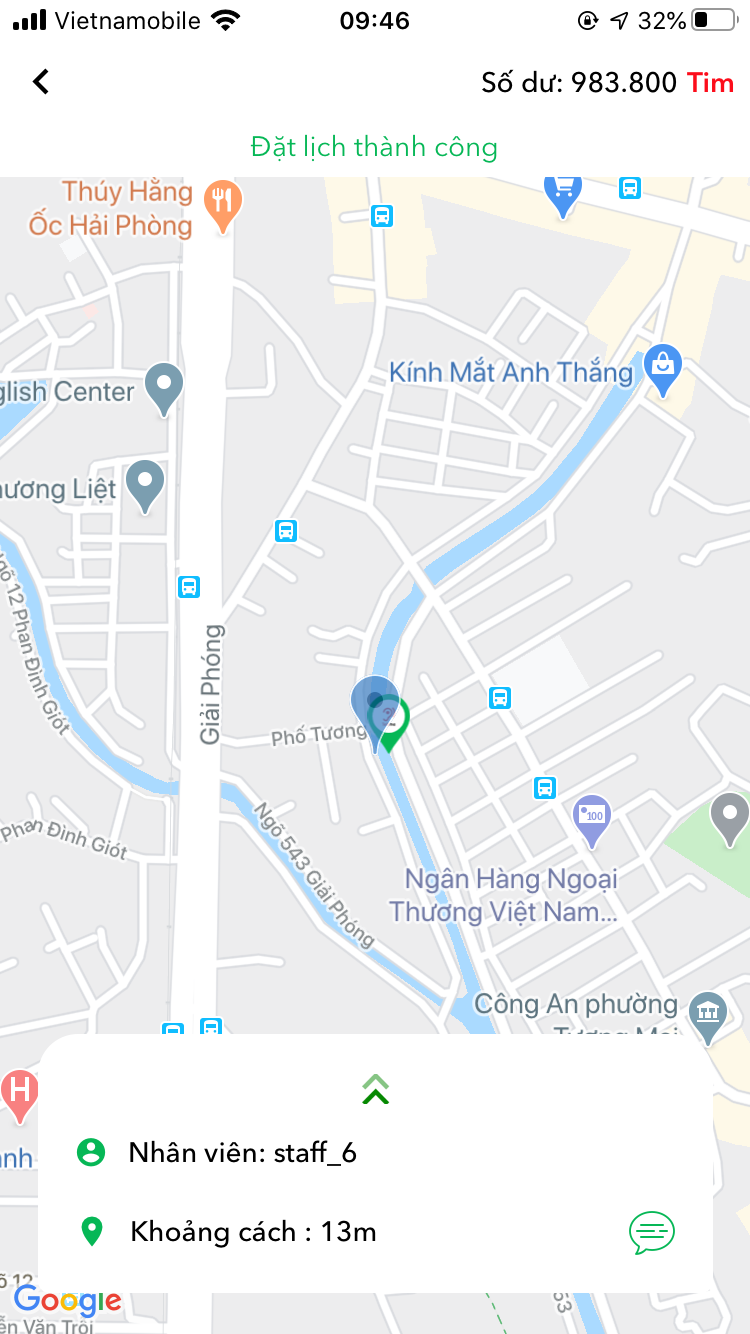 Vietnamobile 09:46 32%
Số dư: 983.800 Tim
Đặt lịch thành công
Thúy Hằng
Ốc Hải Phòng
Kính Mắt Anh Thắng
glish Center
ương Liệt
Ngõ 12 Phan Đình Giót
Giải Phóng
Phố Tương
Phan Đình Giót
Ngõ 543 Giải Phóng
100
Ngân Hàng Ngoại
Thương Việt Nam...
Công An phường
Tương Mai
H
Nhân viên: staff_6
Khoảng cách : 13m
Google